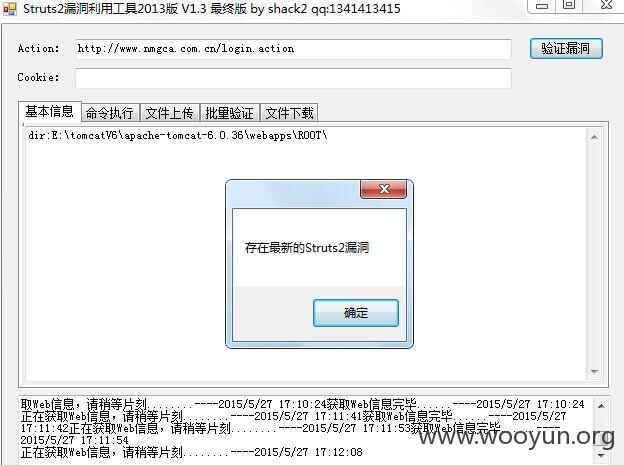 Struts2漏洞利用工具2013版 V1.3 最终版 by shack2 qq:1341413415
Action: http://www.nmgca.com.cn/login.action 验证漏洞
Cookie:
基本信息 命令执行 文件上传 批量验证 文件下载
dir:E:\tomcatV6\apache-tomcat-6.0.36\webapps\ROOT\
存在最新的Struts2漏洞
确定
取Web信息，请稍等片刻........----2015/5/27 17:10:24获取Web信息完毕......----2015/5/27 17:10:24
正在获取Web信息，请稍等片刻........----2015/5/27 17:11:41获取Web信息完毕......----2015/5/27
17:11:42正在获取Web信息，请稍等片刻........----2015/5/27 17:11:53获取Web信息完毕......----
2015/5/27 17:11:54
正在获取Web信息，请稍等片刻........----2015/5/27 17:12:08
www.wooyun.org